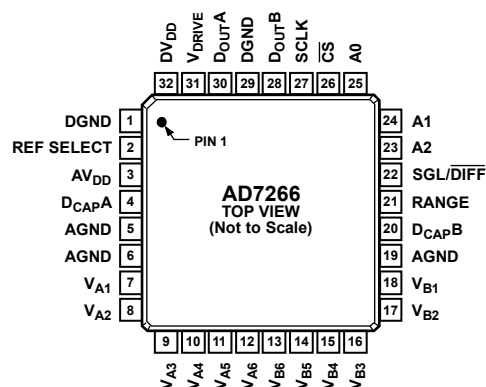 DVDD VDRIVE DOUTA DGND DOUTB SCLK CS A0
32 31 30 29 28 27 26 25
DGND 1
REF SELECT 2
AVDD 3
DCAPA 4
AGND 5
AGND 6
VA1 7
VA2 8
PIN 1
AD7266
TOP VIEW
(Not to Scale)
24 A1
23 A2
22 SGL/DIFF
21 RANGE
20 DCAPB
19 AGND
18 VB1
17 VB2
9 10 11 12 13 14 15 16
VA3 VA4 VA5 VA6 VB6 VB5 VB4 VB3